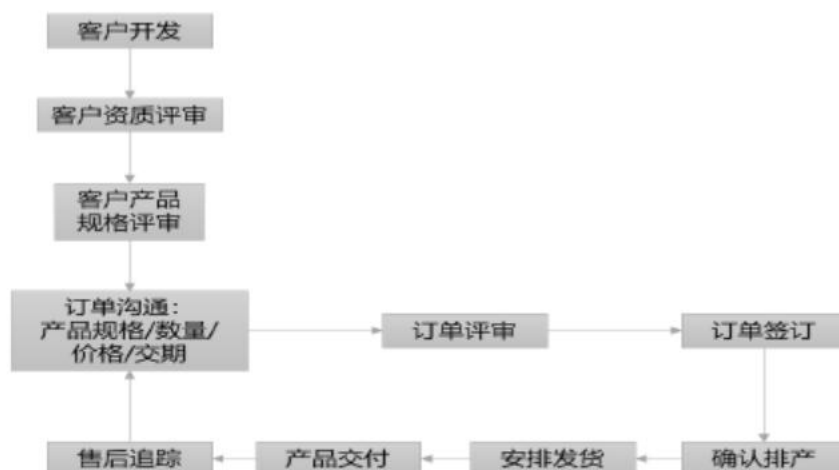 客户开发
客户资质评审
客户产品
规格评审
订单沟通：
产品规格/数量/
价格/交期
订单评审
订单签订
确认排产
安排发货
产品交付
售后追踪